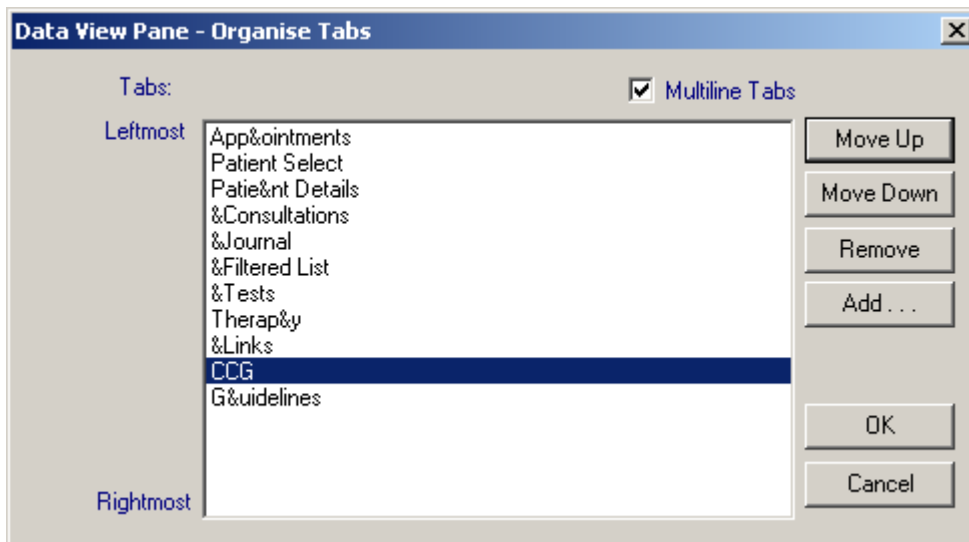 Data View Pane - Organise Tabs
Tabs:
Multiline Tabs
Leftmost
App&ointments
Patient Select
Patie&nt Details
&Consultations
&Journal
&Filtered List
&Tests
Therap&y
&Links
CCG
G&uidelines
Rightmost
Move Up
Move Down
Remove
Add . . .
OK
Cancel